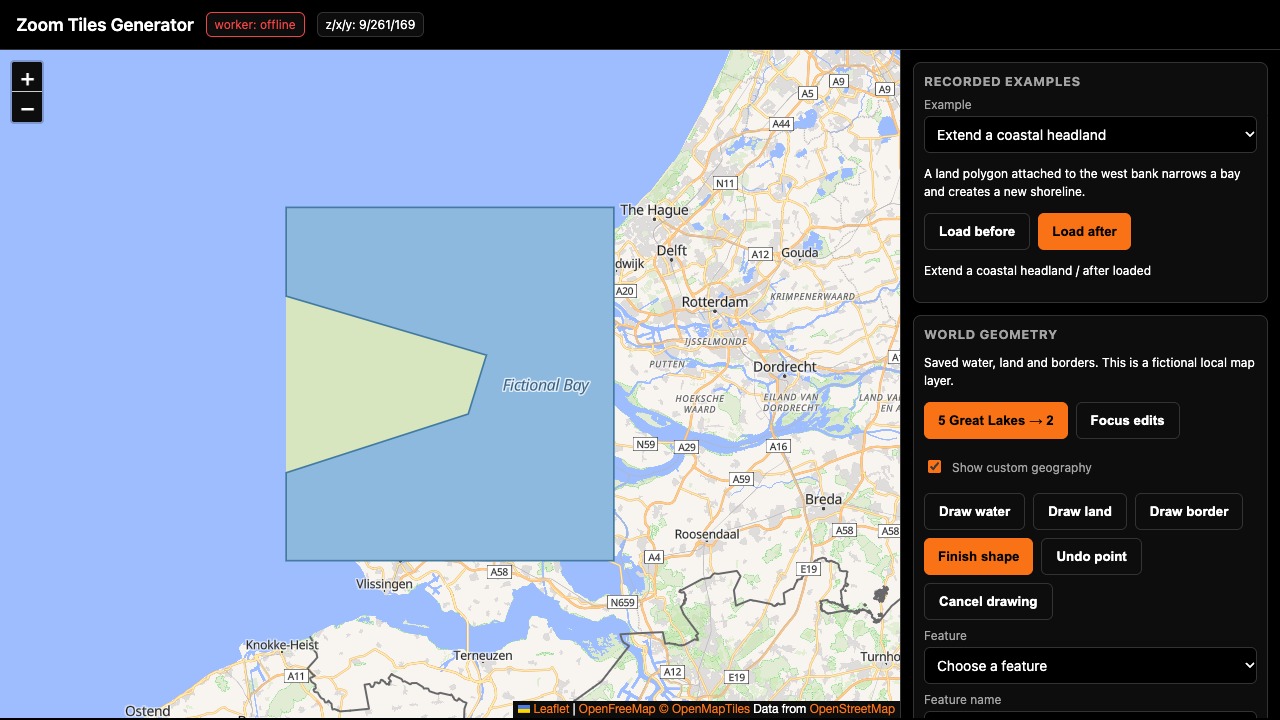 Zoom Tiles Generator
worker: offline
z/x/y: 9/261/169
+
−
A9
A5
A9
A44
N11
The Hague
Delft
A12
Gouda
A20
KRIMPENERWAARD
Rotterdam
IJSSELMONDE
PUTTEN
Dordrecht
Fictional Bay
HOEKSCHE
WAARD
EILAND VAN
DORDRECHT
N59
A29
A16
A59
Breda
A58
A58
Roosendaal
A4
A58
E19
Vlissingen
N659
Knokke-Heist
Terneuzen
A11
A12
E19
Ostend
Leaflet | OpenFreeMap © OpenMapTiles Data from OpenStreetMap
RECORDED EXAMPLES
Example
Extend a coastal headland
A land polygon attached to the west bank narrows a bay
and creates a new shoreline.
Load before
Load after
Extend a coastal headland / after loaded
WORLD GEOMETRY
Saved water, land and borders. This is a fictional local map
layer.
5 Great Lakes → 2
Focus edits
Show custom geography
Draw water
Draw land
Draw border
Finish shape
Undo point
Cancel drawing
Feature
Choose a feature
Feature name